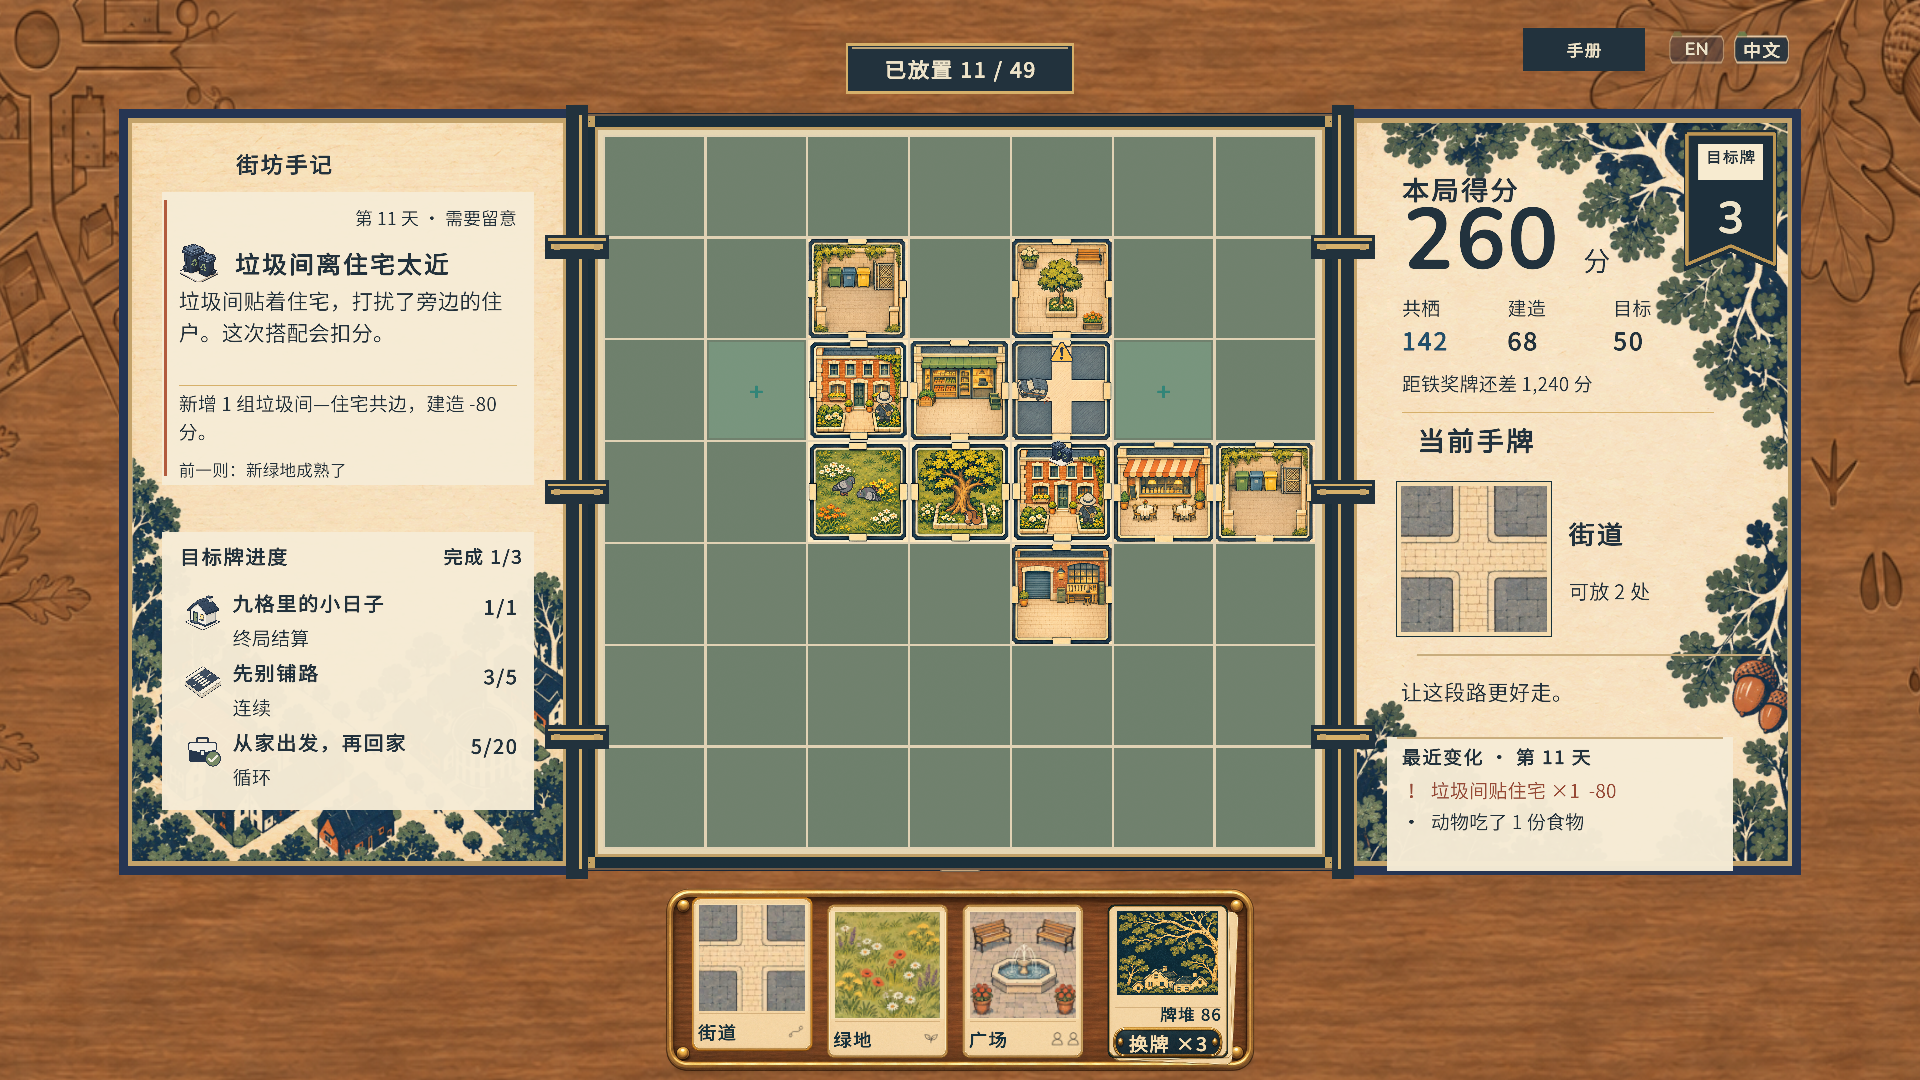 已放置 11 / 49
手册
EN
中文
街坊手记
第 11 天 · 需要留意
垃圾间离住宅太近
垃圾间贴着住宅，打扰了旁边的住
户。这次搭配会扣分。
新增 1 组垃圾间—住宅共边，建造 -80
分。
前一则：新绿地成熟了
目标牌进度
完成 1/3
九格里的小日子
1/1
终局结算
先别铺路
3/5
连续
从家出发，再回家
5/20
循环
目标牌
3
本局得分
260 分
共栖
建造
目标
142
68
50
距铁奖牌还差 1,240 分
当前手牌
街道
可放 2 处
让这段路更好走。
最近变化 · 第 11 天
! 垃圾间贴住宅 ×1 -80
· 动物吃了 1 份食物
街道
绿地
广场
牌堆 86
换牌 ×3